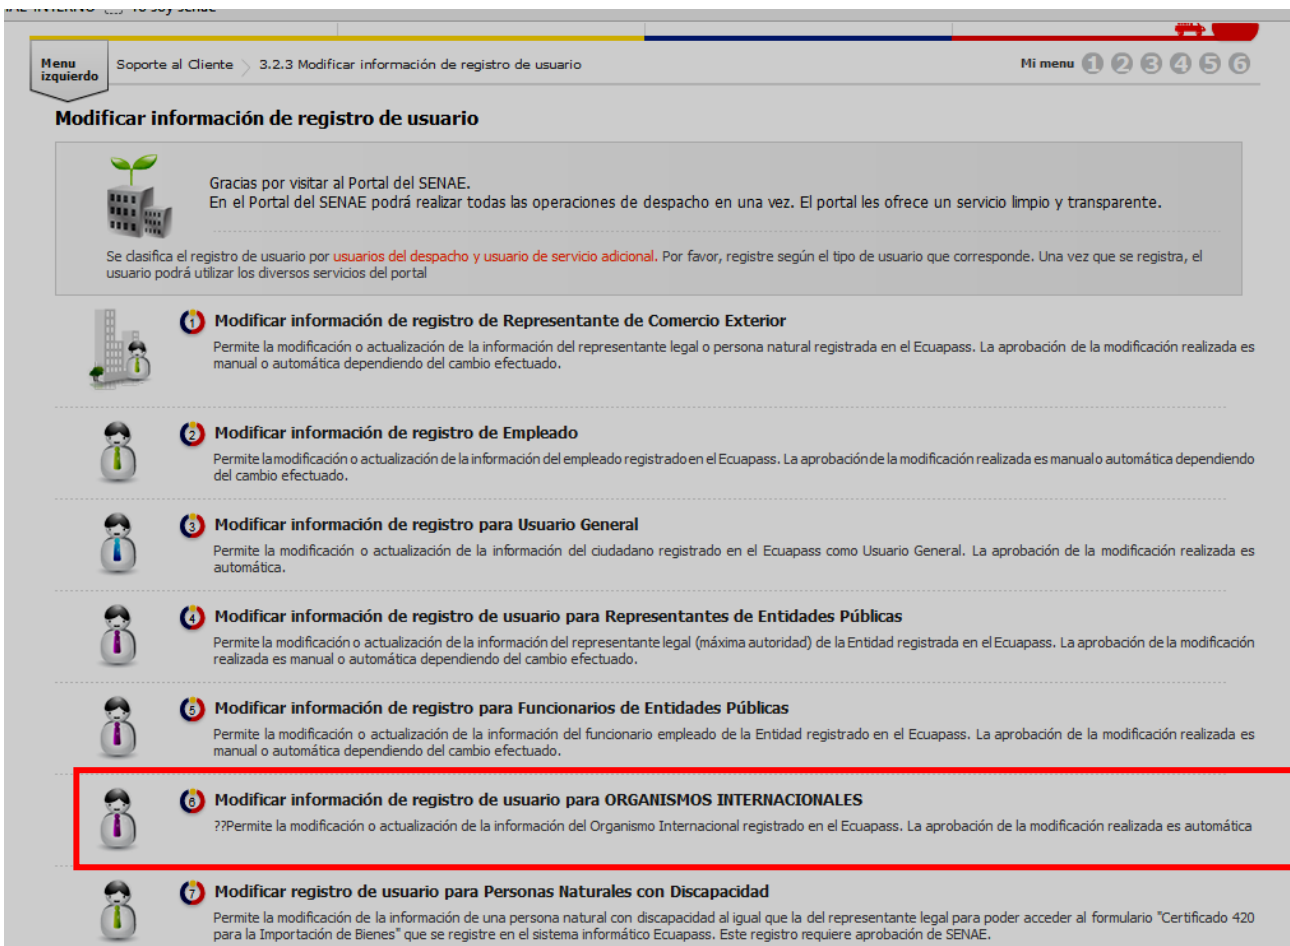 Menu
izquierdo
Soporte al Cliente > 3.2.3 Modificar información de registro de usuario
Mi menu 1 2 3 4 5 6
Modificar información de registro de usuario
Gracias por visitar al Portal del SENAE.
En el Portal del SENAE podrá realizar todas las operaciones de despacho en una vez. El portal les ofrece un servicio limpio y transparente.
Se clasifica el registro de usuario por usuarios del despacho y usuario de servicio adicional. Por favor, registre según el tipo de usuario que corresponde. Una vez que se registra, el
usuario podrá utilizar los diversos servicios del portal
1 Modificar información de registro de Representante de Comercio Exterior
Permite la modificación o actualización de la información del representante legal o persona natural registrada en el Ecuapass. La aprobación de la modificación realizada es
manual o automática dependiendo del cambio efectuado.
2 Modificar información de registro de Empleado
Permite la modificación o actualización de la información del empleado registrado en el Ecuapass. La aprobación de la modificación realizada es manual o automática dependiendo
del cambio efectuado.
3 Modificar información de registro para Usuario General
Permite la modificación o actualización de la información del ciudadano registrado en el Ecuapass como Usuario General. La aprobación de la modificación realizada es
automática.
4 Modificar información de registro de usuario para Representantes de Entidades Públicas
Permite la modificación o actualización de la información del representante legal (máxima autoridad) de la Entidad registrada en el Ecuapass. La aprobación de la modificación
realizada es manual o automática dependiendo del cambio efectuado.
5 Modificar información de registro para Funcionarios de Entidades Públicas
Permite la modificación o actualización de la información del funcionario empleado de la Entidad registrado en el Ecuapass. La aprobación de la modificación realizada es
manual o automática dependiendo del cambio efectuado.
6 Modificar información de registro de usuario para ORGANISMOS INTERNACIONALES
??Permite la modificación o actualización de la información del Organismo Internacional registrado en el Ecuapass. La aprobación de la modificación realizada es automática
7 Modificar registro de usuario para Personas Naturales con Discapacidad
Permite la modificación de la información de una persona natural con discapacidad al igual que la del representante legal para poder acceder al formulario "Certificado 420
para la Importación de Bienes" que se registre en el sistema informático Ecuapass. Este registro requiere aprobación de SENAE.